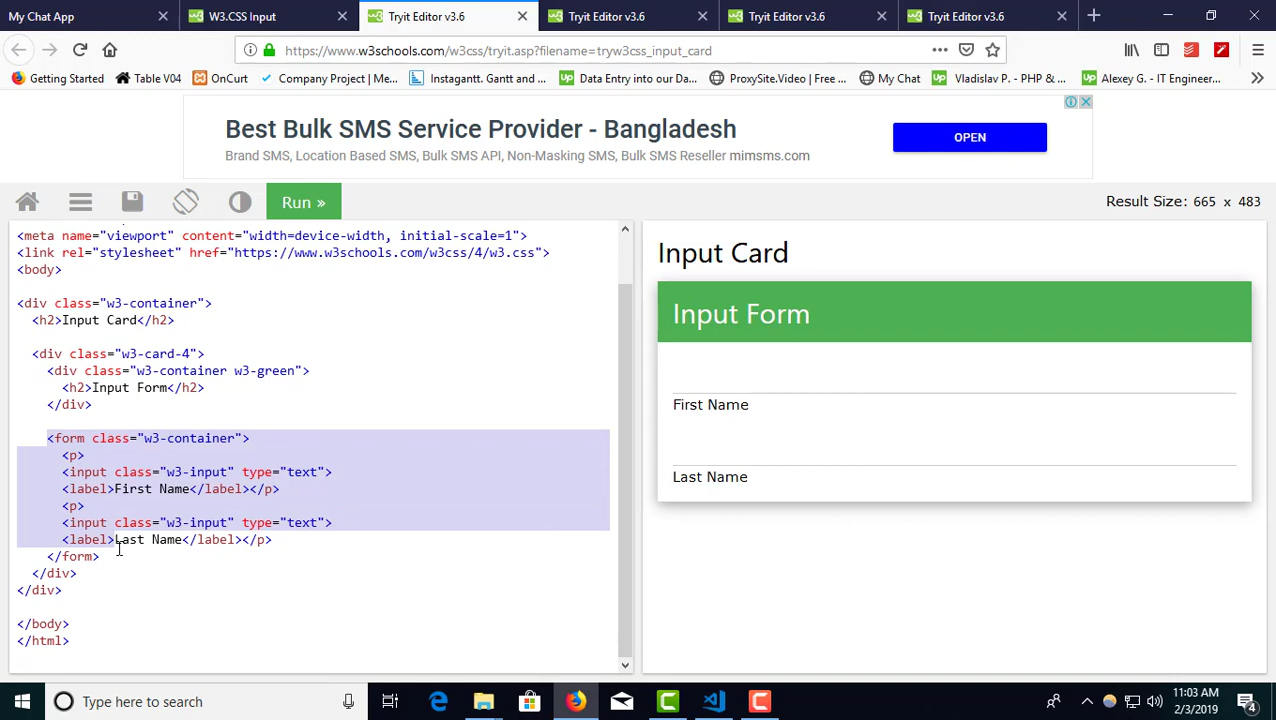 My Chat App
W3.CSS Input
Tryit Editor v3.6
Tryit Editor v3.6
Tryit Editor v3.6
Tryit Editor v3.6
https://www.w3schools.com/w3css/tryit.asp?filename=tryw3css_input_card
Getting Started
Table V04
OnCurt
Company Project | Me...
Instagantt. Gantt and ...
Data Entry into our Da...
ProxySite.Video | Free ...
My Chat
Vladislav P. - PHP & ...
Alexey G. - IT Engineer...
Best Bulk SMS Service Provider - Bangladesh
Brand SMS, Location Based SMS, Bulk SMS API, Non-Masking SMS, Bulk SMS Reseller mimsms.com
OPEN
Run »
Result Size: 665 x 483
<meta name="viewport" content="width=device-width, initial-scale=1">
<link rel="stylesheet" href="https://www.w3schools.com/w3css/4/w3.css">
<body>
<div class="w3-container">
<h2>Input Card</h2>
<div class="w3-card-4">
<div class="w3-container w3-green">
<h2>Input Form</h2>
</div>
<form class="w3-container">
<p>
<input class="w3-input" type="text">
<label>First Name</label></p>
<p>
<input class="w3-input" type="text">
<label>Last Name</label></p>
</form>
</div>
</div>
</body>
</html>
Input Card
Input Form
First Name
Last Name
Type here to search
11:03 AM
2/3/2019
4